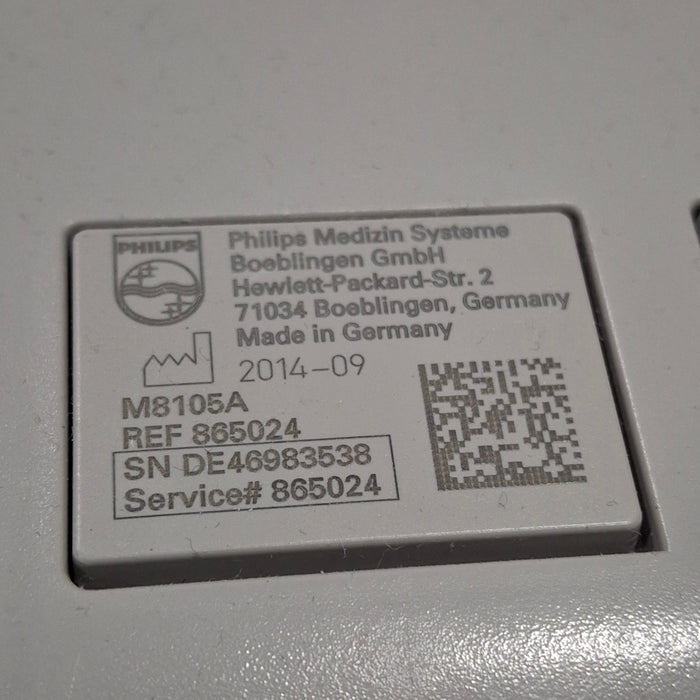 PHILIPS
Philips Medizin Systeme
Boeblingen GmbH
Hewlett-Packard-Str. 2
71034 Boeblingen, Germany
Made in Germany
2014-09
M8105A
REF 865024
SN DE46983538
Service# 865024